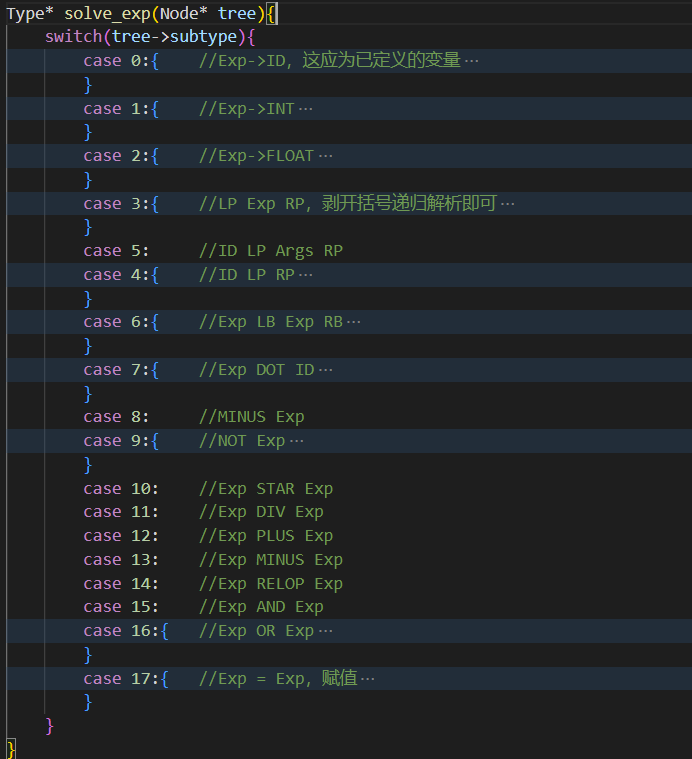 Type* solve_exp(Node* tree){
    switch(tree->subtype){
        case 0:{    //Exp->ID, 这应为已定义的变量…
        }
        case 1:{    //Exp->INT…
        }
        case 2:{    //Exp->FLOAT…
        }
        case 3:{    //LP Exp RP, 剥开括号递归解析即可…
        }
        case 5:     //ID LP Args RP
        case 4:{    //ID LP RP…
        }
        case 6:{    //Exp LB Exp RB…
        }
        case 7:{    //Exp DOT ID…
        }
        case 8:     //MINUS Exp
        case 9:{    //NOT Exp…
        }
        case 10:    //Exp STAR Exp
        case 11:    //Exp DIV Exp
        case 12:    //Exp PLUS Exp
        case 13:    //Exp MINUS Exp
        case 14:    //Exp RELOP Exp
        case 15:    //Exp AND Exp
        case 16:{   //Exp OR Exp…
        }
        case 17:{   //Exp = Exp, 赋值…
        }
    }
}